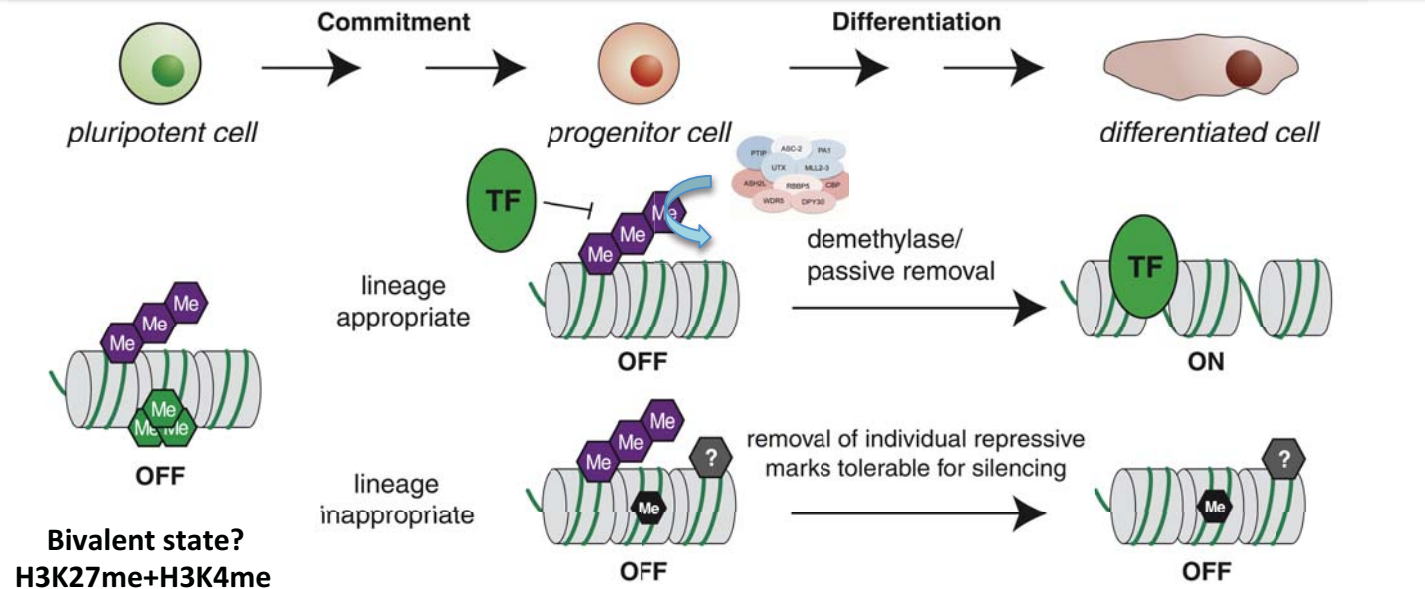 Commitment
Differentiation
pluripotent cell
progenitor cell
differentiated cell
PTIP
ASC-2
PA1
UTX
MLL2-3
ASH2L
RBBP5
CBP
WDR5
DPY30
TF
Me
Me
Me
lineage
appropriate
OFF
demethylase/
passive removal
TF
ON
Me
Me
Me
Me
Me
Me
OFF
Bivalent state?
H3K27me+H3K4me
lineage
inappropriate
Me
Me
Me
?
Me
OFF
removal of individual repressive
marks tolerable for silencing
?
Me
OFF